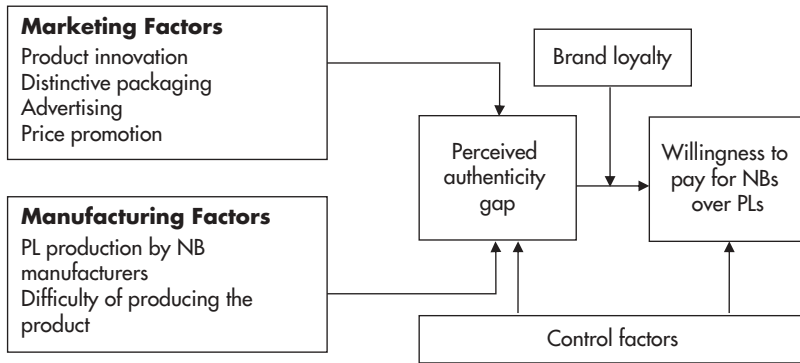 Marketing Factors
Product innovation
Distinctive packaging
Advertising
Price promotion
Brand loyalty
Perceived
authenticity
gap
Willingness to
pay for NBs
over PLs
Manufacturing Factors
PL production by NB
manufacturers
Difficulty of producing the
product
Control factors